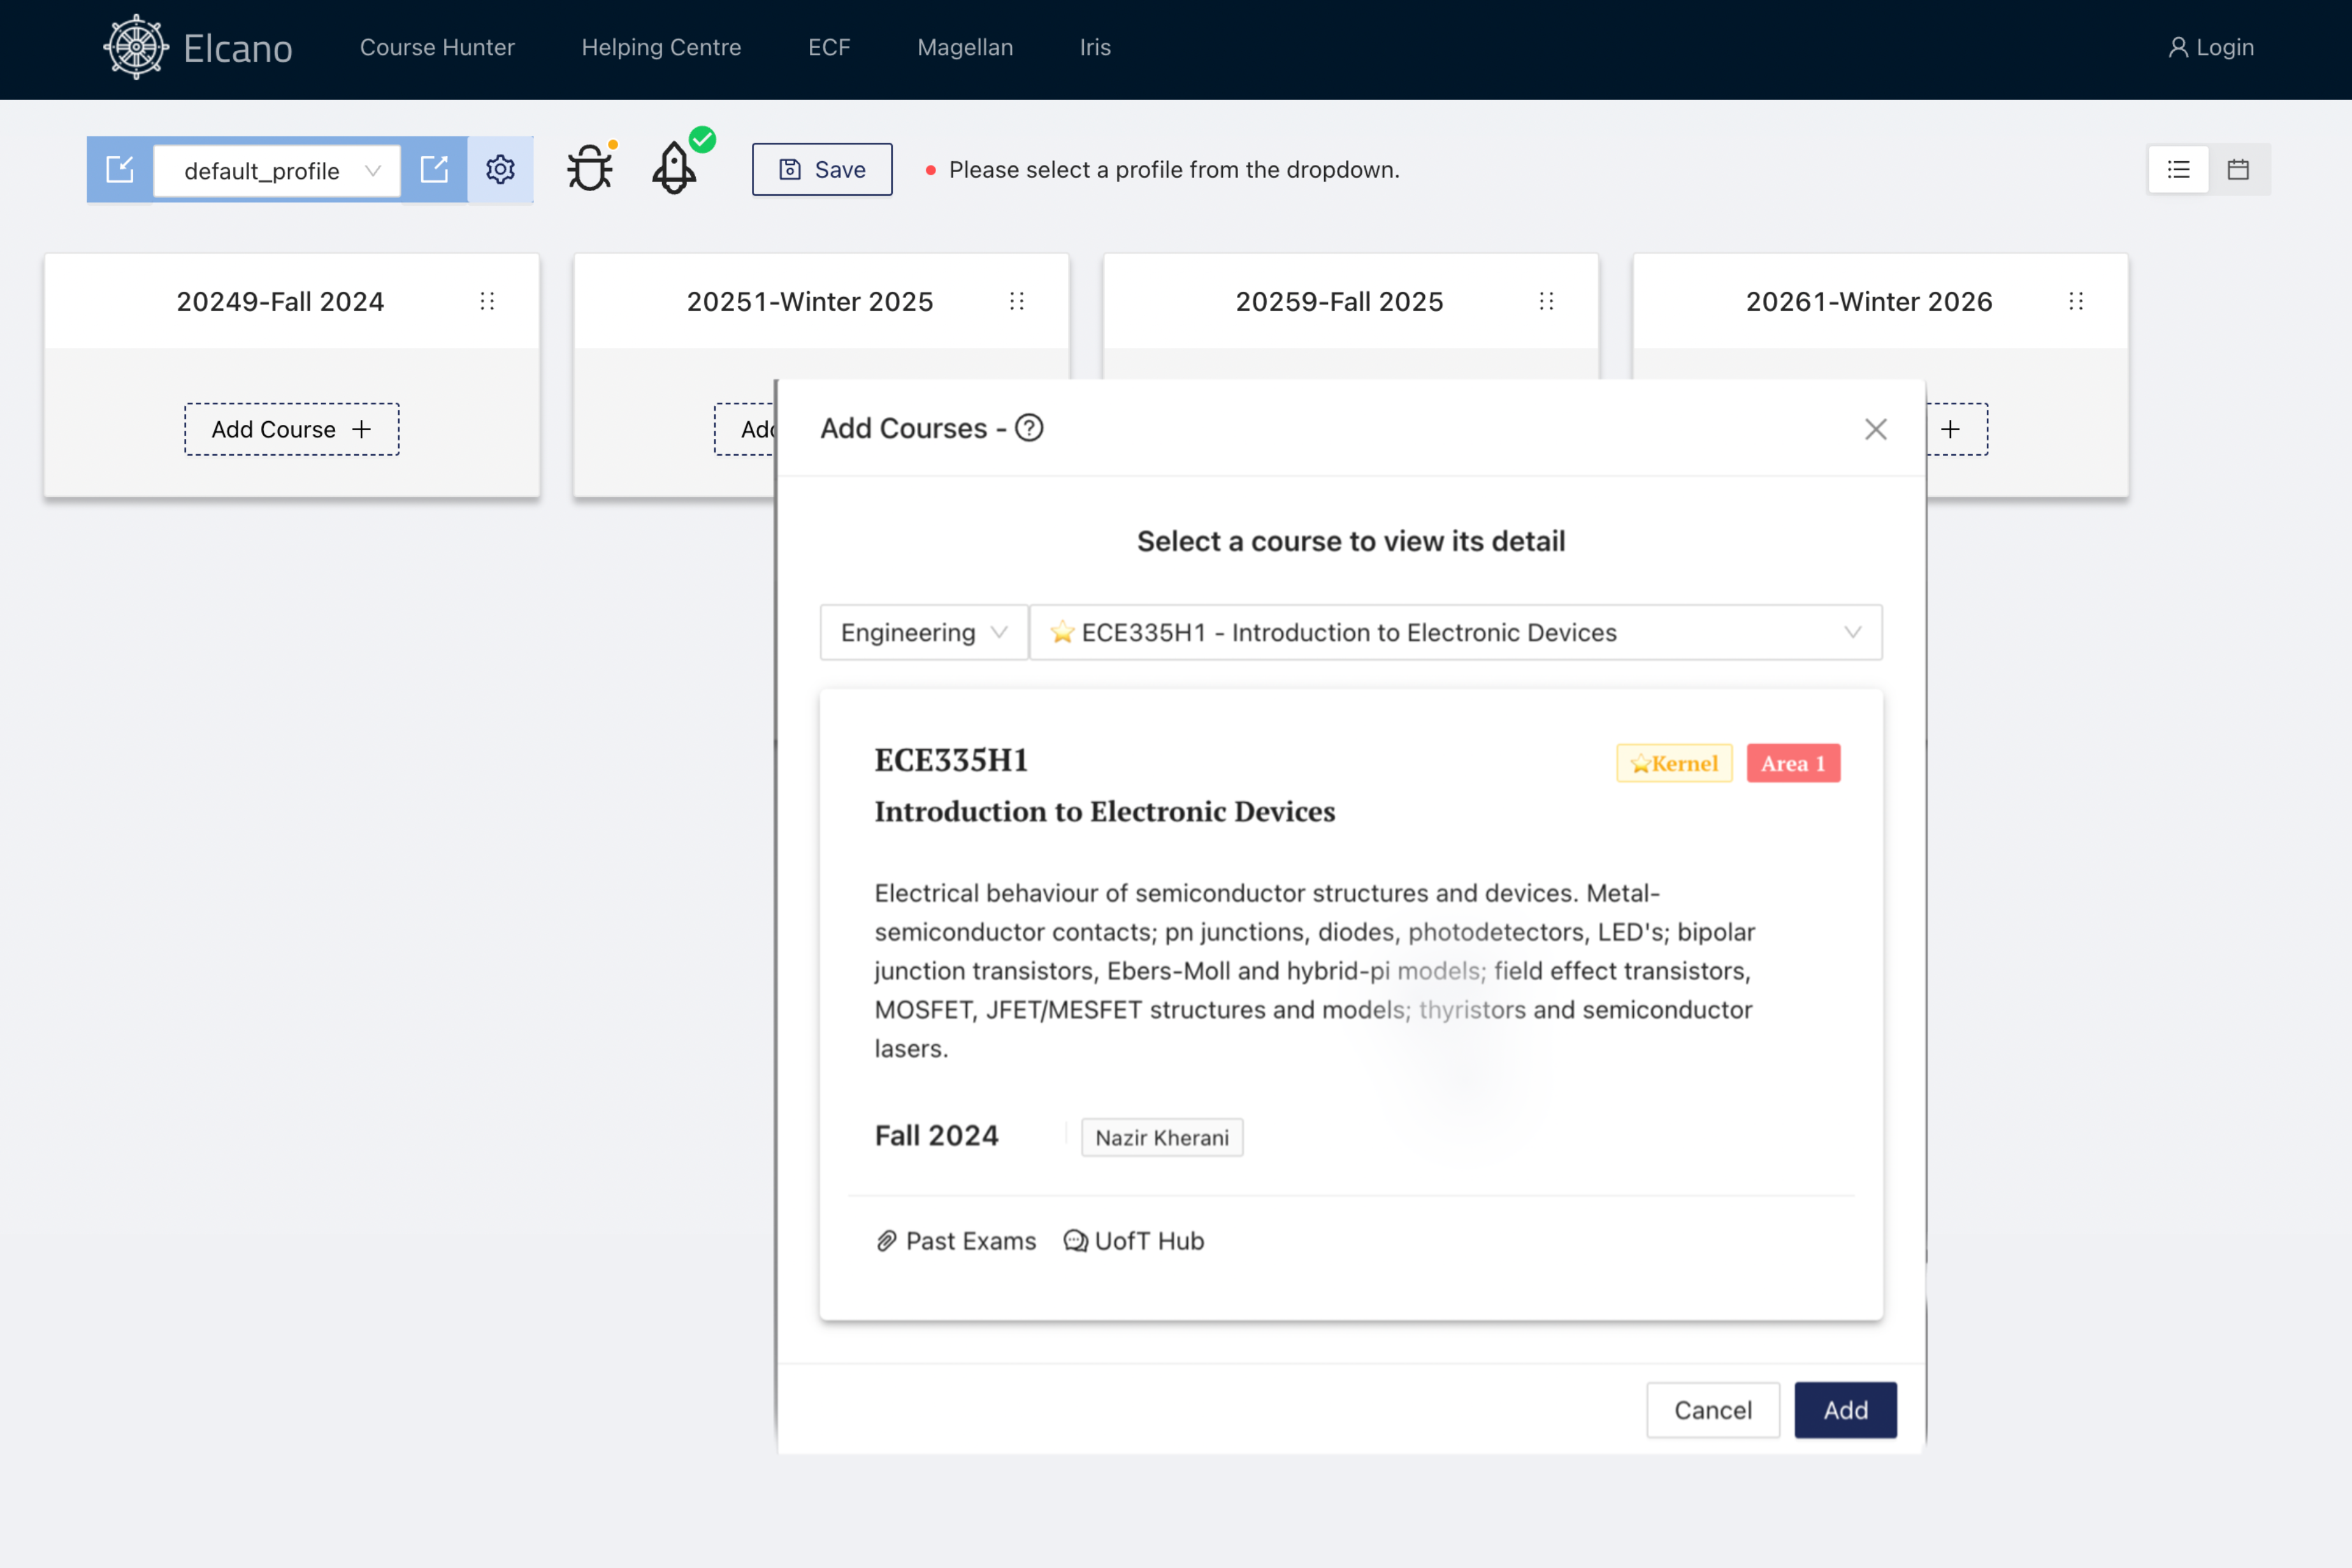 Elcano
Course Hunter
Helping Centre
ECF
Magellan
Iris
Login
default_profile
Save
Please select a profile from the dropdown.
20249-Fall 2024
20251-Winter 2025
20259-Fall 2025
20261-Winter 2026
Add Course +
+
Add Courses -
Select a course to view its detail
Engineering
ECE335H1 - Introduction to Electronic Devices
ECE335H1
Kernel
Area 1
Introduction to Electronic Devices
Electrical behaviour of semiconductor structures and devices. Metal-
semiconductor contacts; pn junctions, diodes, photodetectors, LED's; bipolar
junction transistors, Ebers-Moll and hybrid-pi models; field effect transistors,
MOSFET, JFET/MESFET structures and models; thyristors and semiconductor
lasers.
Fall 2024
Nazir Kherani
Past Exams
UofT Hub
Cancel
Add